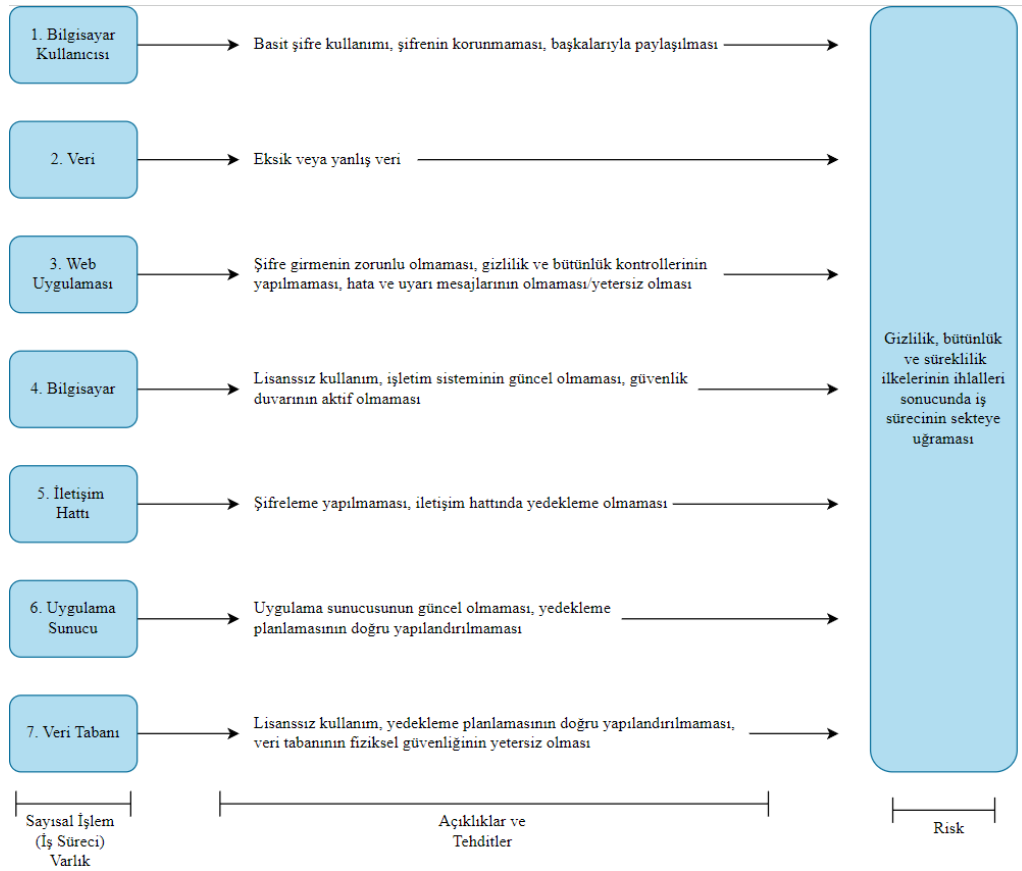 1. Bilgisayar
Kullanıcısı
Basit şifre kullanımı, şifrenin korunmaması, başkalarıyla paylaşılması
2. Veri
Eksik veya yanlış veri
3. Web
Uygulaması
Şifre girmenin zorunlu olmaması, gizlilik ve bütünlük kontrollerinin
yapılmaması, hata ve uyarı mesajlarının olmaması/yetersiz olması
4. Bilgisayar
Lisanssız kullanım, işletim sisteminin güncel olmaması, güvenlik
duvarının aktif olmaması
5. İletişim
Hattı
Şifreleme yapılmaması, iletişim hattında yedekleme olmaması
6. Uygulama
Sunucu
Uygulama sunucusunun güncel olmaması, yedekleme
planlamasının doğru yapılandırılmaması
7. Veri Tabanı
Lisanssız kullanım, yedekleme planlamasının doğru yapılandırılmaması,
veri tabanının fiziksel güvenliğinin yetersiz olması
Gizlilik, bütünlük
ve süreklilik
ilkelerinin ihlalleri
sonucunda iş
sürecinin sekteye
uğraması
Sayısal İşlem
(İş Süreci)
Varlık
Açıklıklar ve
Tehditler
Risk